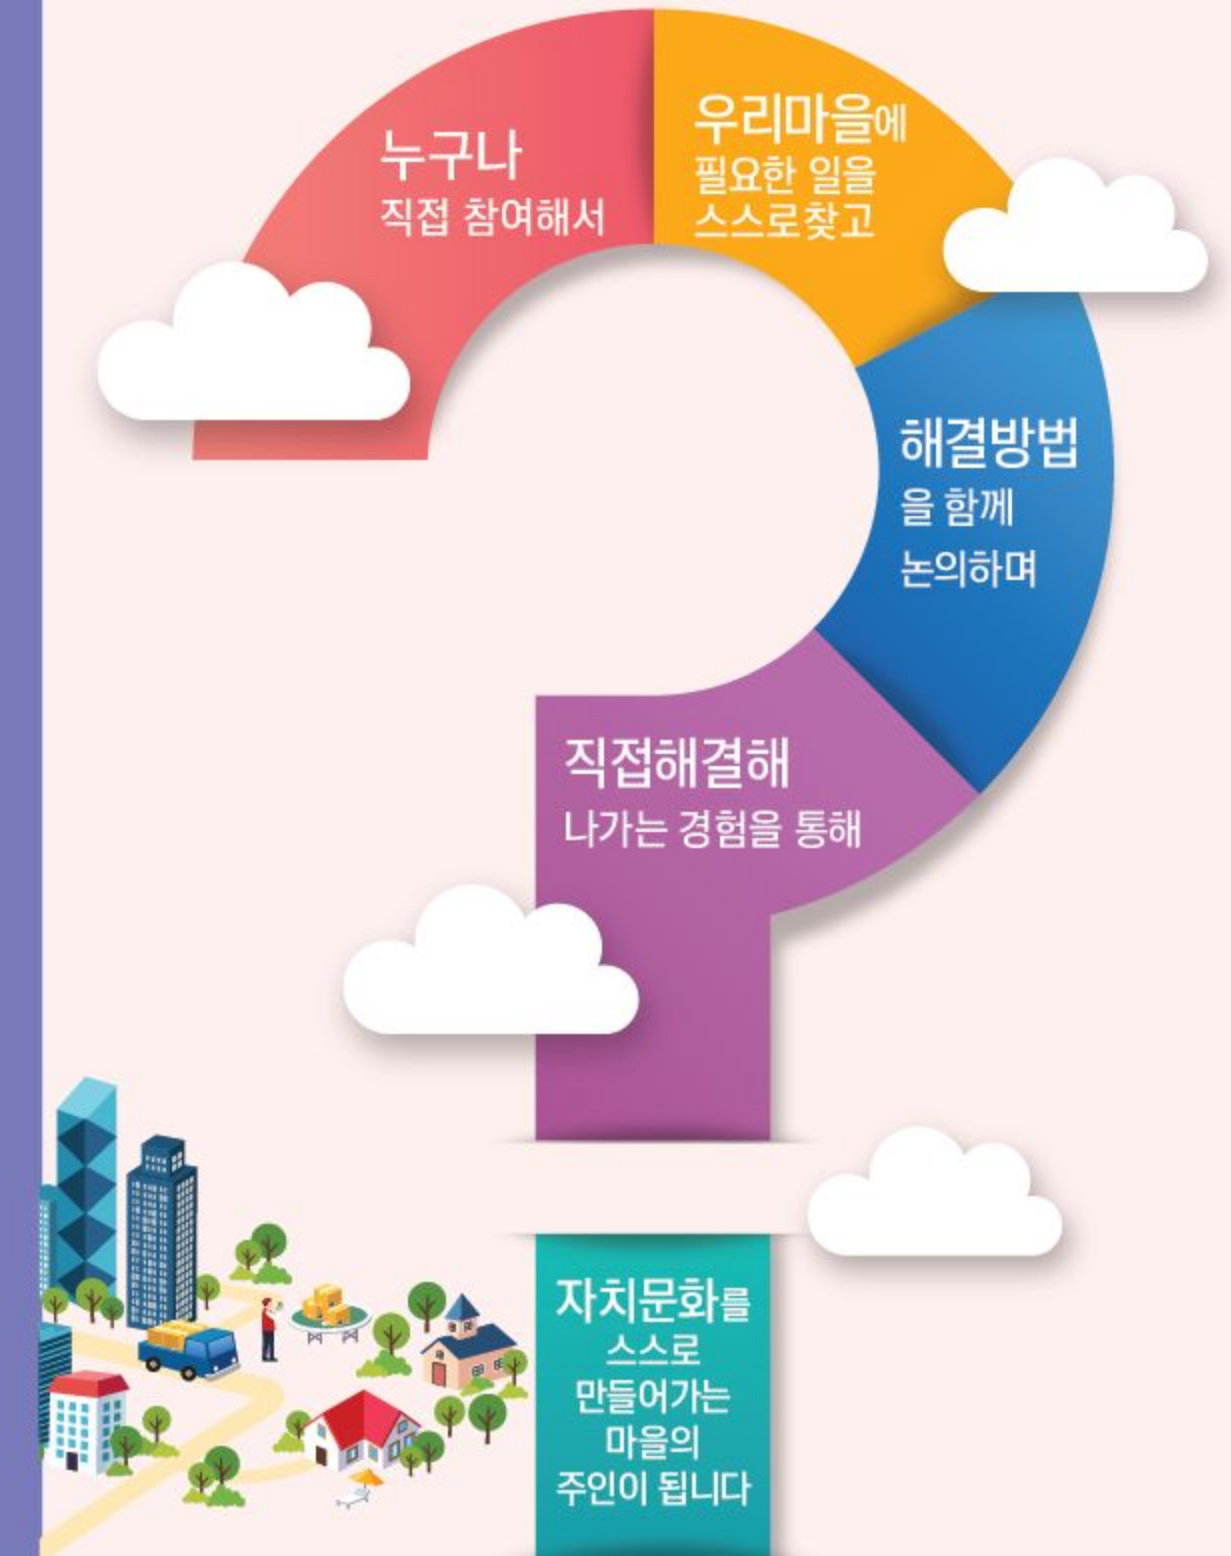 누구나
직접 참여해서
우리마을에
필요한 일을
스스로찾고
해결방법
을 함께
논의하며
직접해결해
나가는 경험을 통해
자치문화를
스스로
만들어가는
마을의
주인이 됩니다